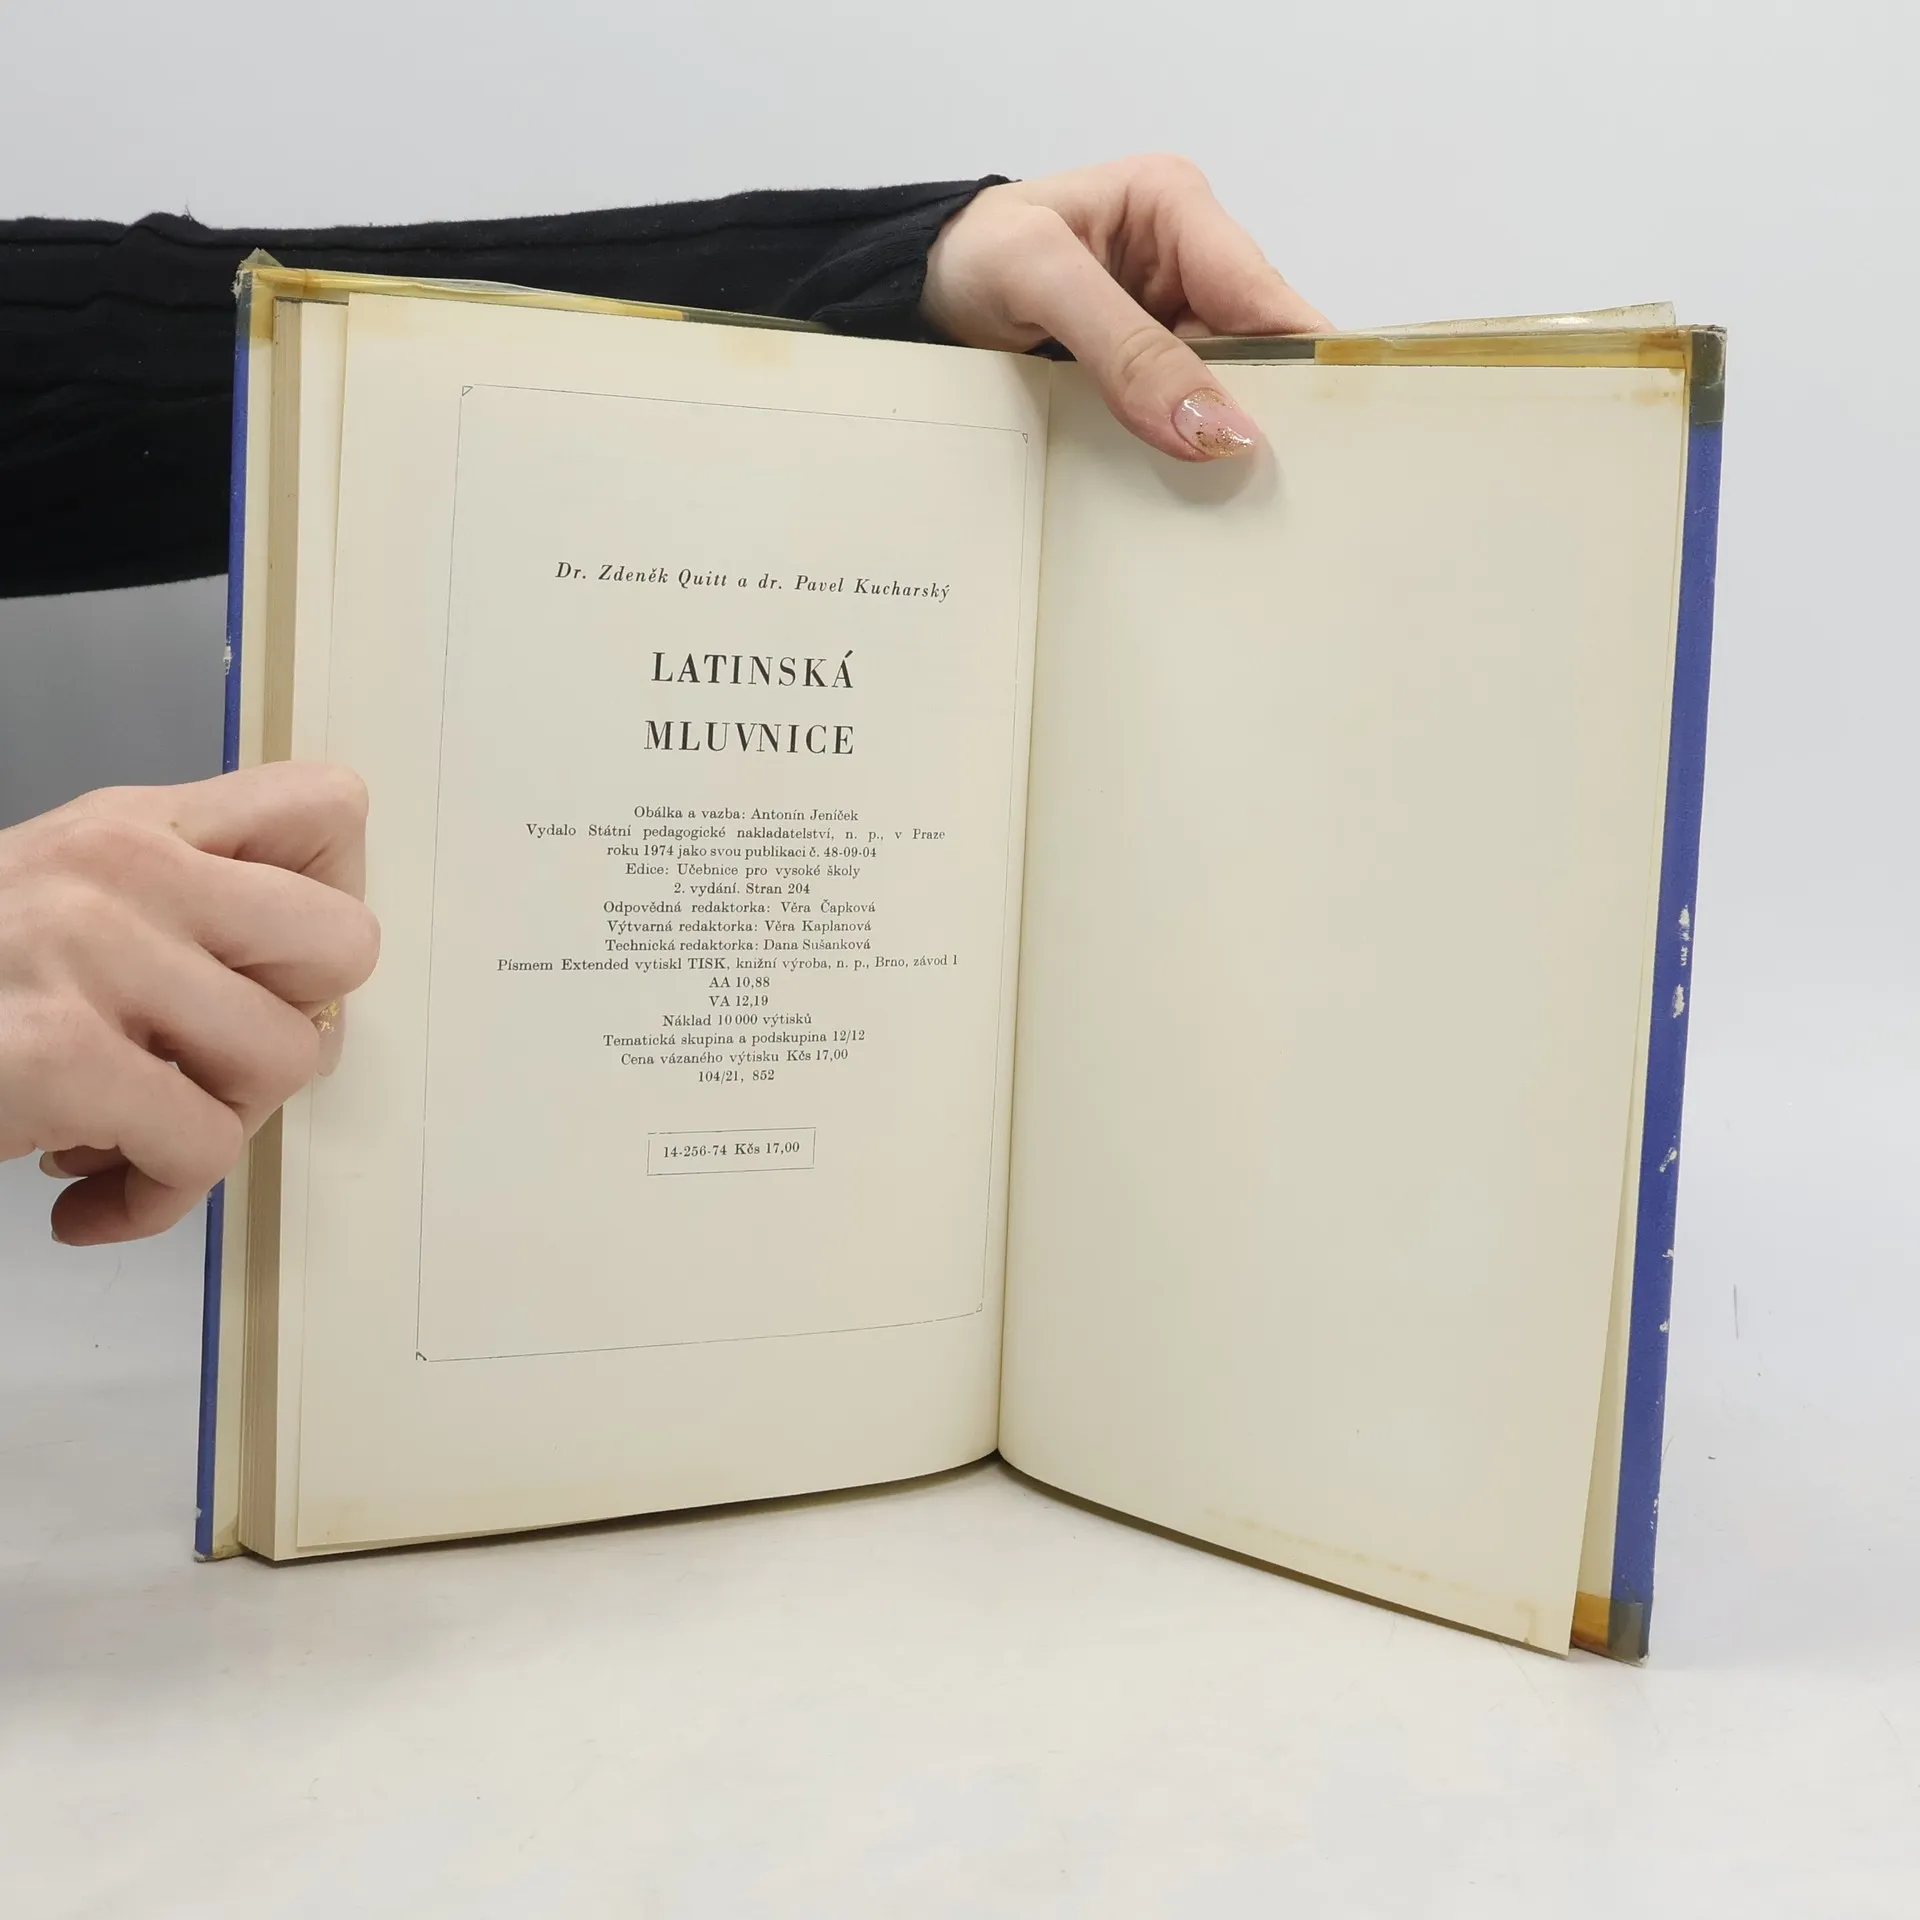 Dr. Zdeněk Quitt a dr. Pavel Kucharský
LATINSKÁ
MLUVNICE
Obálka a vazba: Antonín Jeníček
Vydalo Státní pedagogické nakladatelství, n. p., v Praze
roku 1974 jako svou publikaci č. 48-09-04
Edice: Učebnice pro vysoké školy
2. vydání. Stran 204
Odpovědná redaktorka: Věra Čapková
Výtvarná redaktorka: Věra Kaplanová
Technická redaktorka: Dana Sušanková
Písmem Extended vytiskl TISK, knižní výroba, n. p., Brno, závod 1
AA 10,88
VA 12,19
Náklad 10 000 výtisků
Tematická skupina a podskupina 12/12
Cena vázaného výtisku Kčs 17,00
104/21, 852
14-256-74 Kčs 17,00